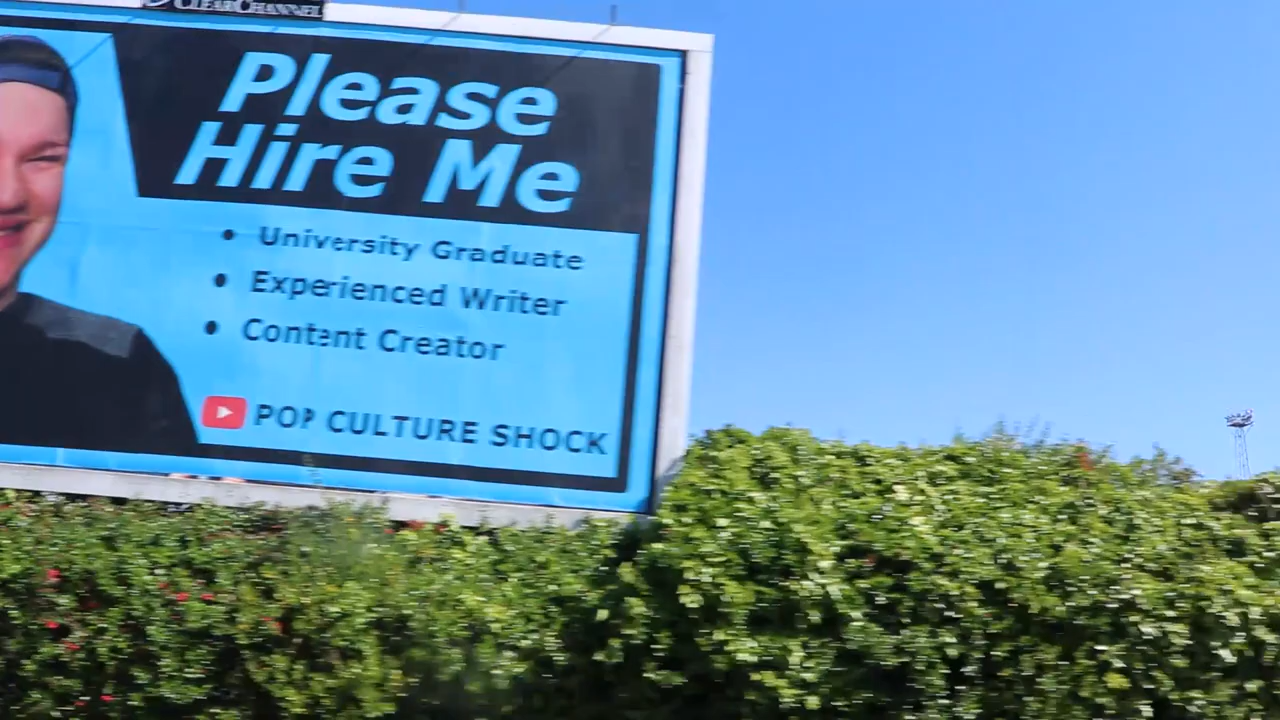 CLEARCHANNEL
Please
Hire Me
• University Graduate
• Experienced Writer
• Content Creator
POP CULTURE SHOCK